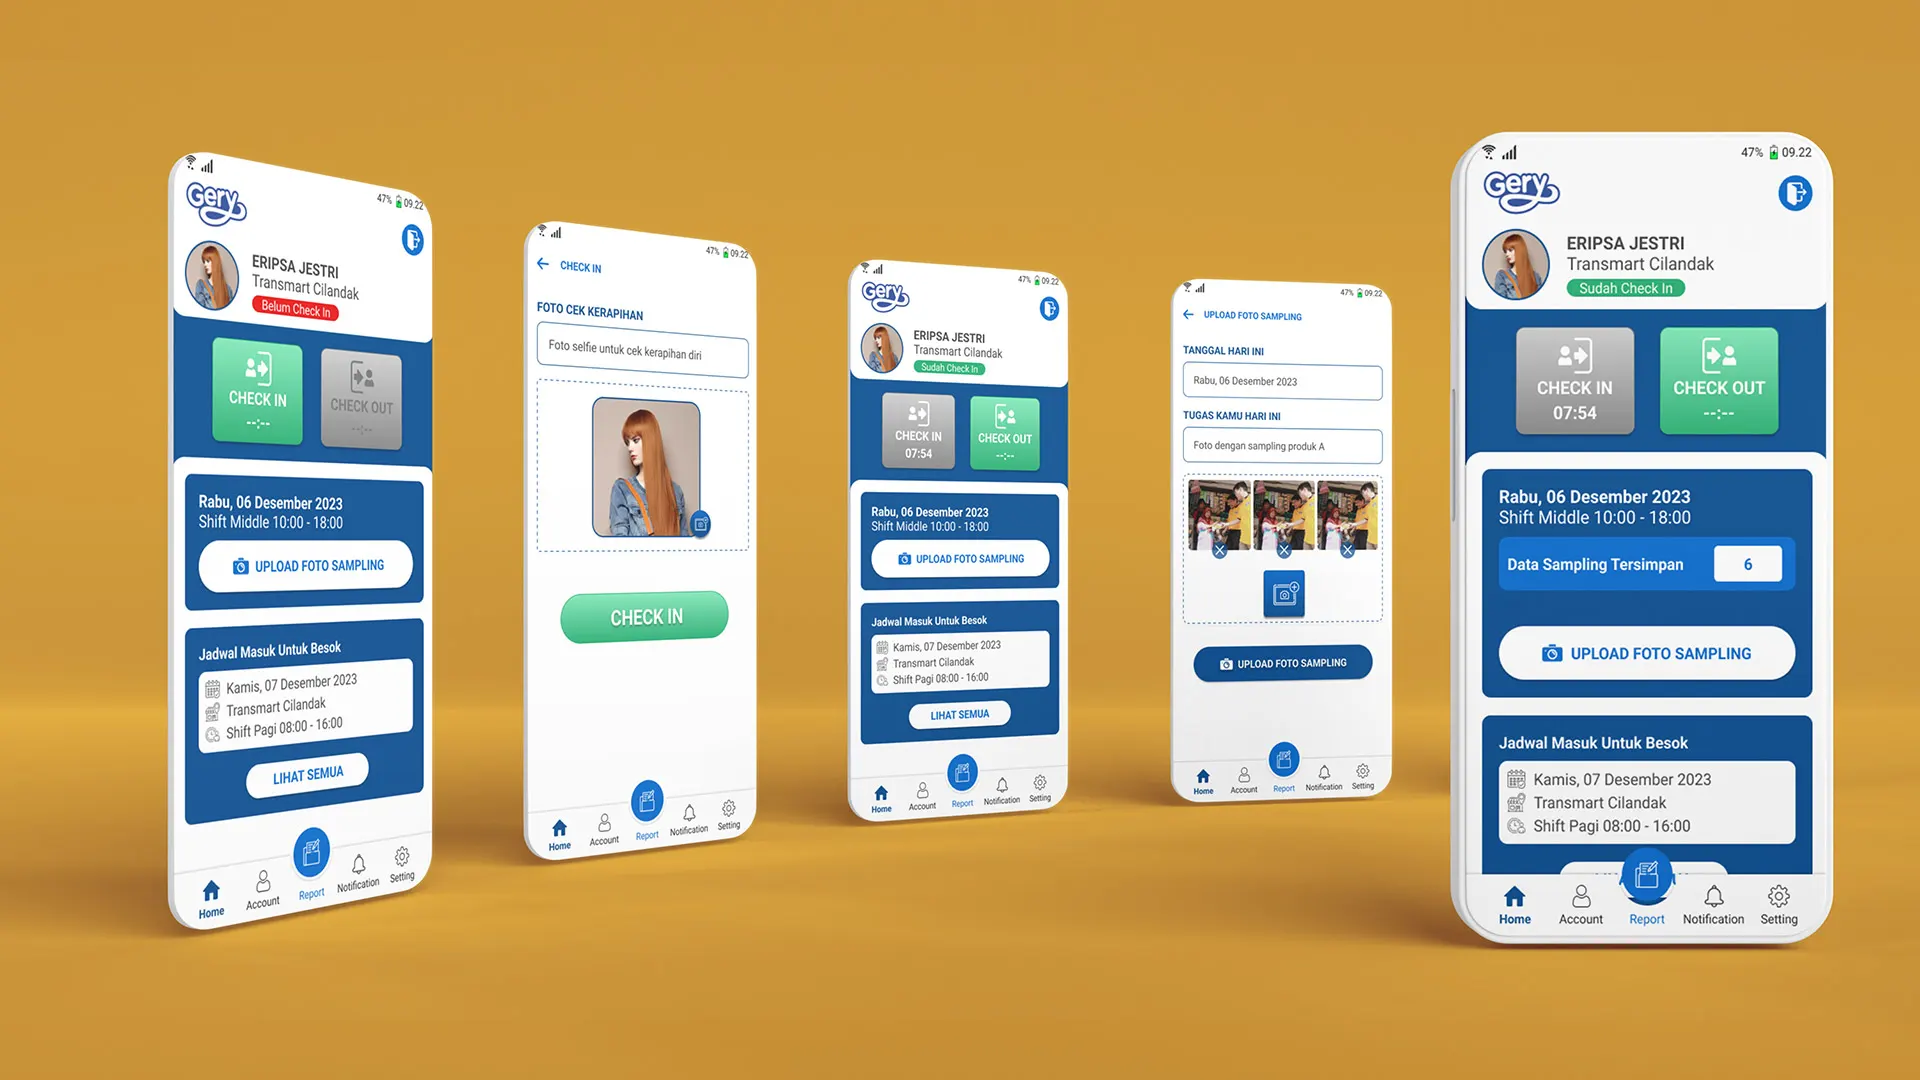 47% 09.22
Gery
ERIPSA JESTRI
Transmart Cilandak
Belum Check In
CHECK IN
--:--
CHECK OUT
--:--
Rabu, 06 Desember 2023
Shift Middle 10:00 - 18:00
UPLOAD FOTO SAMPLING
Jadwal Masuk Untuk Besok
Kamis, 07 Desember 2023
Transmart Cilandak
Shift Pagi 08:00 - 16:00
LIHAT SEMUA
Home
Account
Report
Notification
Setting
47% 09.22
CHECK IN
FOTO CEK KERAPIHAN
Foto selfie untuk cek kerapihan diri
CHECK IN
Home
Account
Report
Notification
Setting
47% 09.22
Gery
ERIPSA JESTRI
Transmart Cilandak
Sudah Check In
CHECK IN
07:54
CHECK OUT
--:--
Rabu, 06 Desember 2023
Shift Middle 10:00 - 18:00
UPLOAD FOTO SAMPLING
Jadwal Masuk Untuk Besok
Kamis, 07 Desember 2023
Transmart Cilandak
Shift Pagi 08:00 - 16:00
LIHAT SEMUA
Home
Account
Report
Notification
Setting
47% 09.22
UPLOAD FOTO SAMPLING
TANGGAL HARI INI
Rabu, 06 Desember 2023
TUGAS KAMU HARI INI
Foto dengan sampling produk A
UPLOAD FOTO SAMPLING
Home
Account
Report
Notification
Setting
47% 09.22
Gery
ERIPSA JESTRI
Transmart Cilandak
Sudah Check In
CHECK IN
07:54
CHECK OUT
--:--
Rabu, 06 Desember 2023
Shift Middle 10:00 - 18:00
Data Sampling Tersimpan 6
UPLOAD FOTO SAMPLING
Jadwal Masuk Untuk Besok
Kamis, 07 Desember 2023
Transmart Cilandak
Shift Pagi 08:00 - 16:00
Home
Account
Report
Notification
Setting